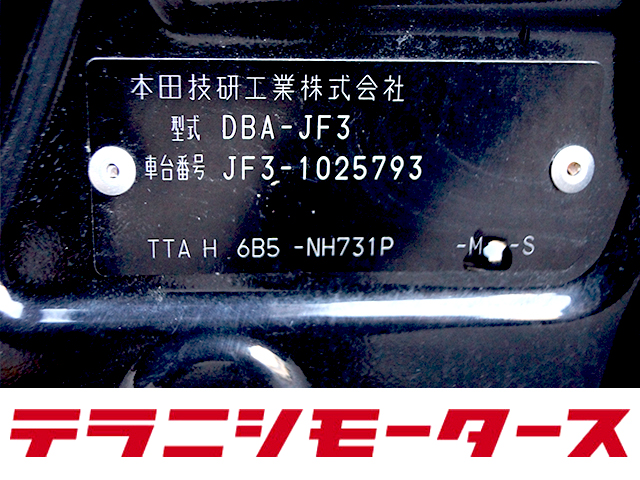 本田技研工業株式会社
型式 DBA-JF3
車台番号 JF3-1025793
TTA H 6B5 -NH731P -M -S
テラニシモータース